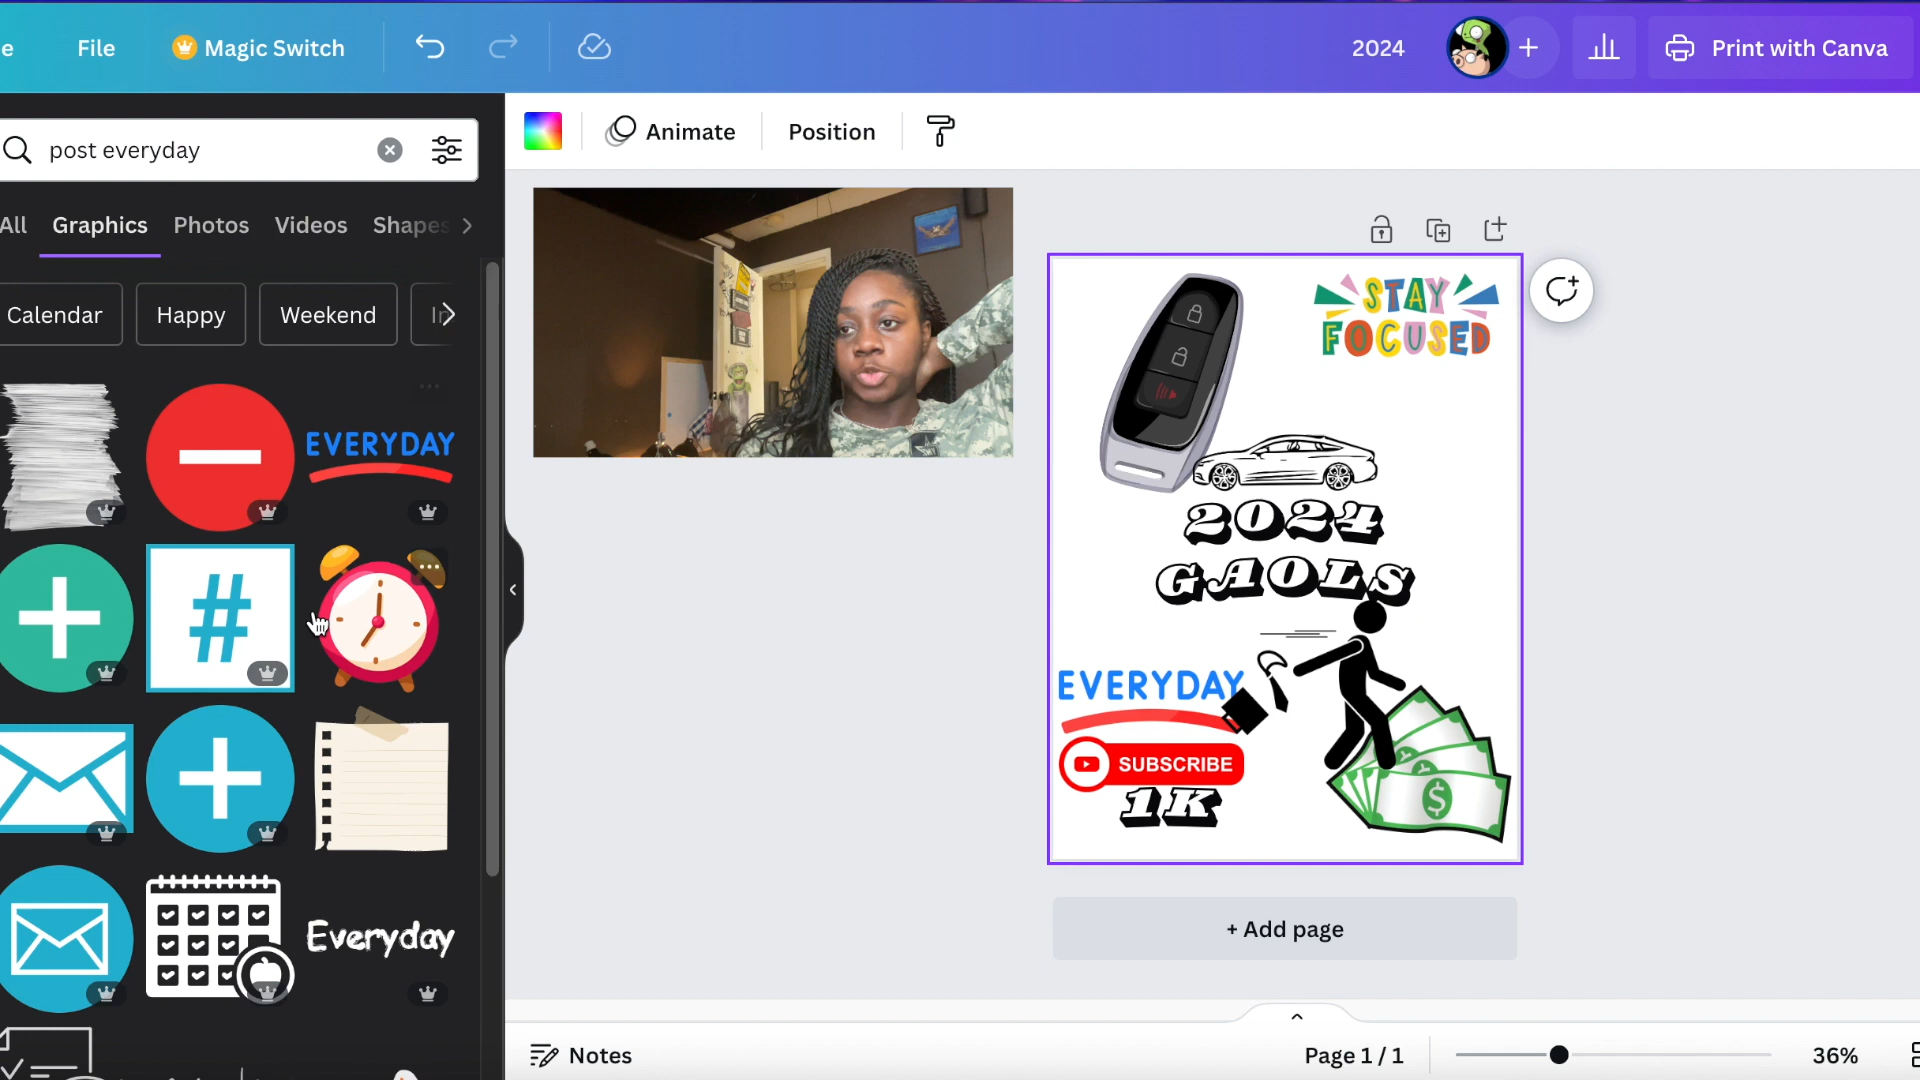 e File Magic Switch 2024 Print with Canva
post everyday
Animate Position
All Graphics Photos Videos Shapes
Calendar Happy Weekend
STAY
FOCUSED
EVERYDAY
#
2024
GAOLS
EVERYDAY
SUBSCRIBE
1K
$
Everyday
+ Add page
Notes Page 1 / 1 36%